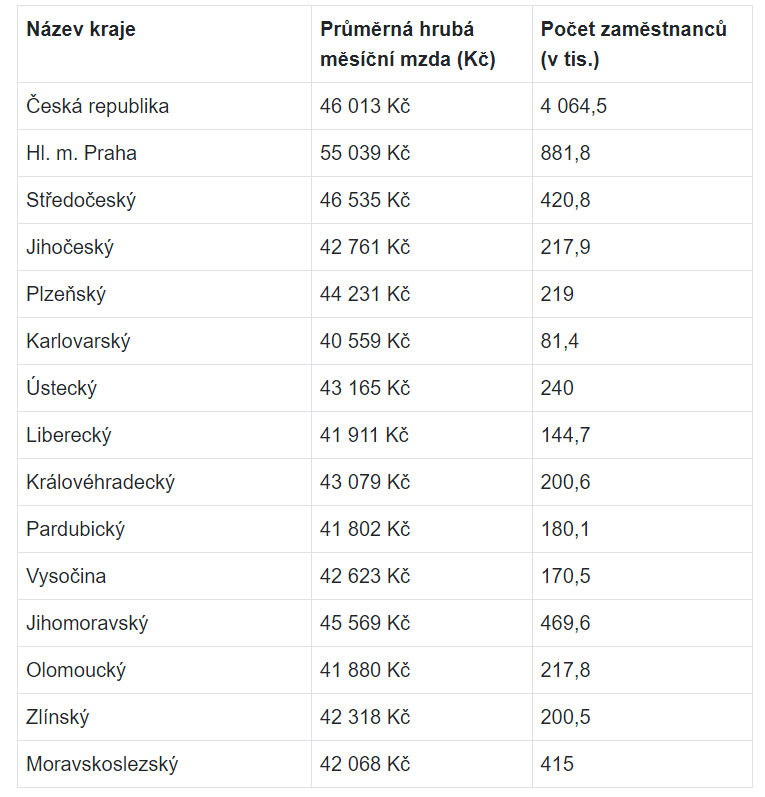 Název kraje Průměrná hrubá Počet zaměstnanců
měsíční mzda (Kč) (v tis.)
Česká republika 46 013 Kč 4 064,5
Hl. m. Praha 55 039 Kč 881,8
Středočeský 46 535 Kč 420,8
Jihočeský 42 761 Kč 217,9
Plzeňský 44 231 Kč 219
Karlovarský 40 559 Kč 81,4
Ústecký 43 165 Kč 240
Liberecký 41 911 Kč 144,7
Královéhradecký 43 079 Kč 200,6
Pardubický 41 802 Kč 180,1
Vysočina 42 623 Kč 170,5
Jihomoravský 45 569 Kč 469,6
Olomoucký 41 880 Kč 217,8
Zlínský 42 318 Kč 200,5
Moravskoslezský 42 068 Kč 415